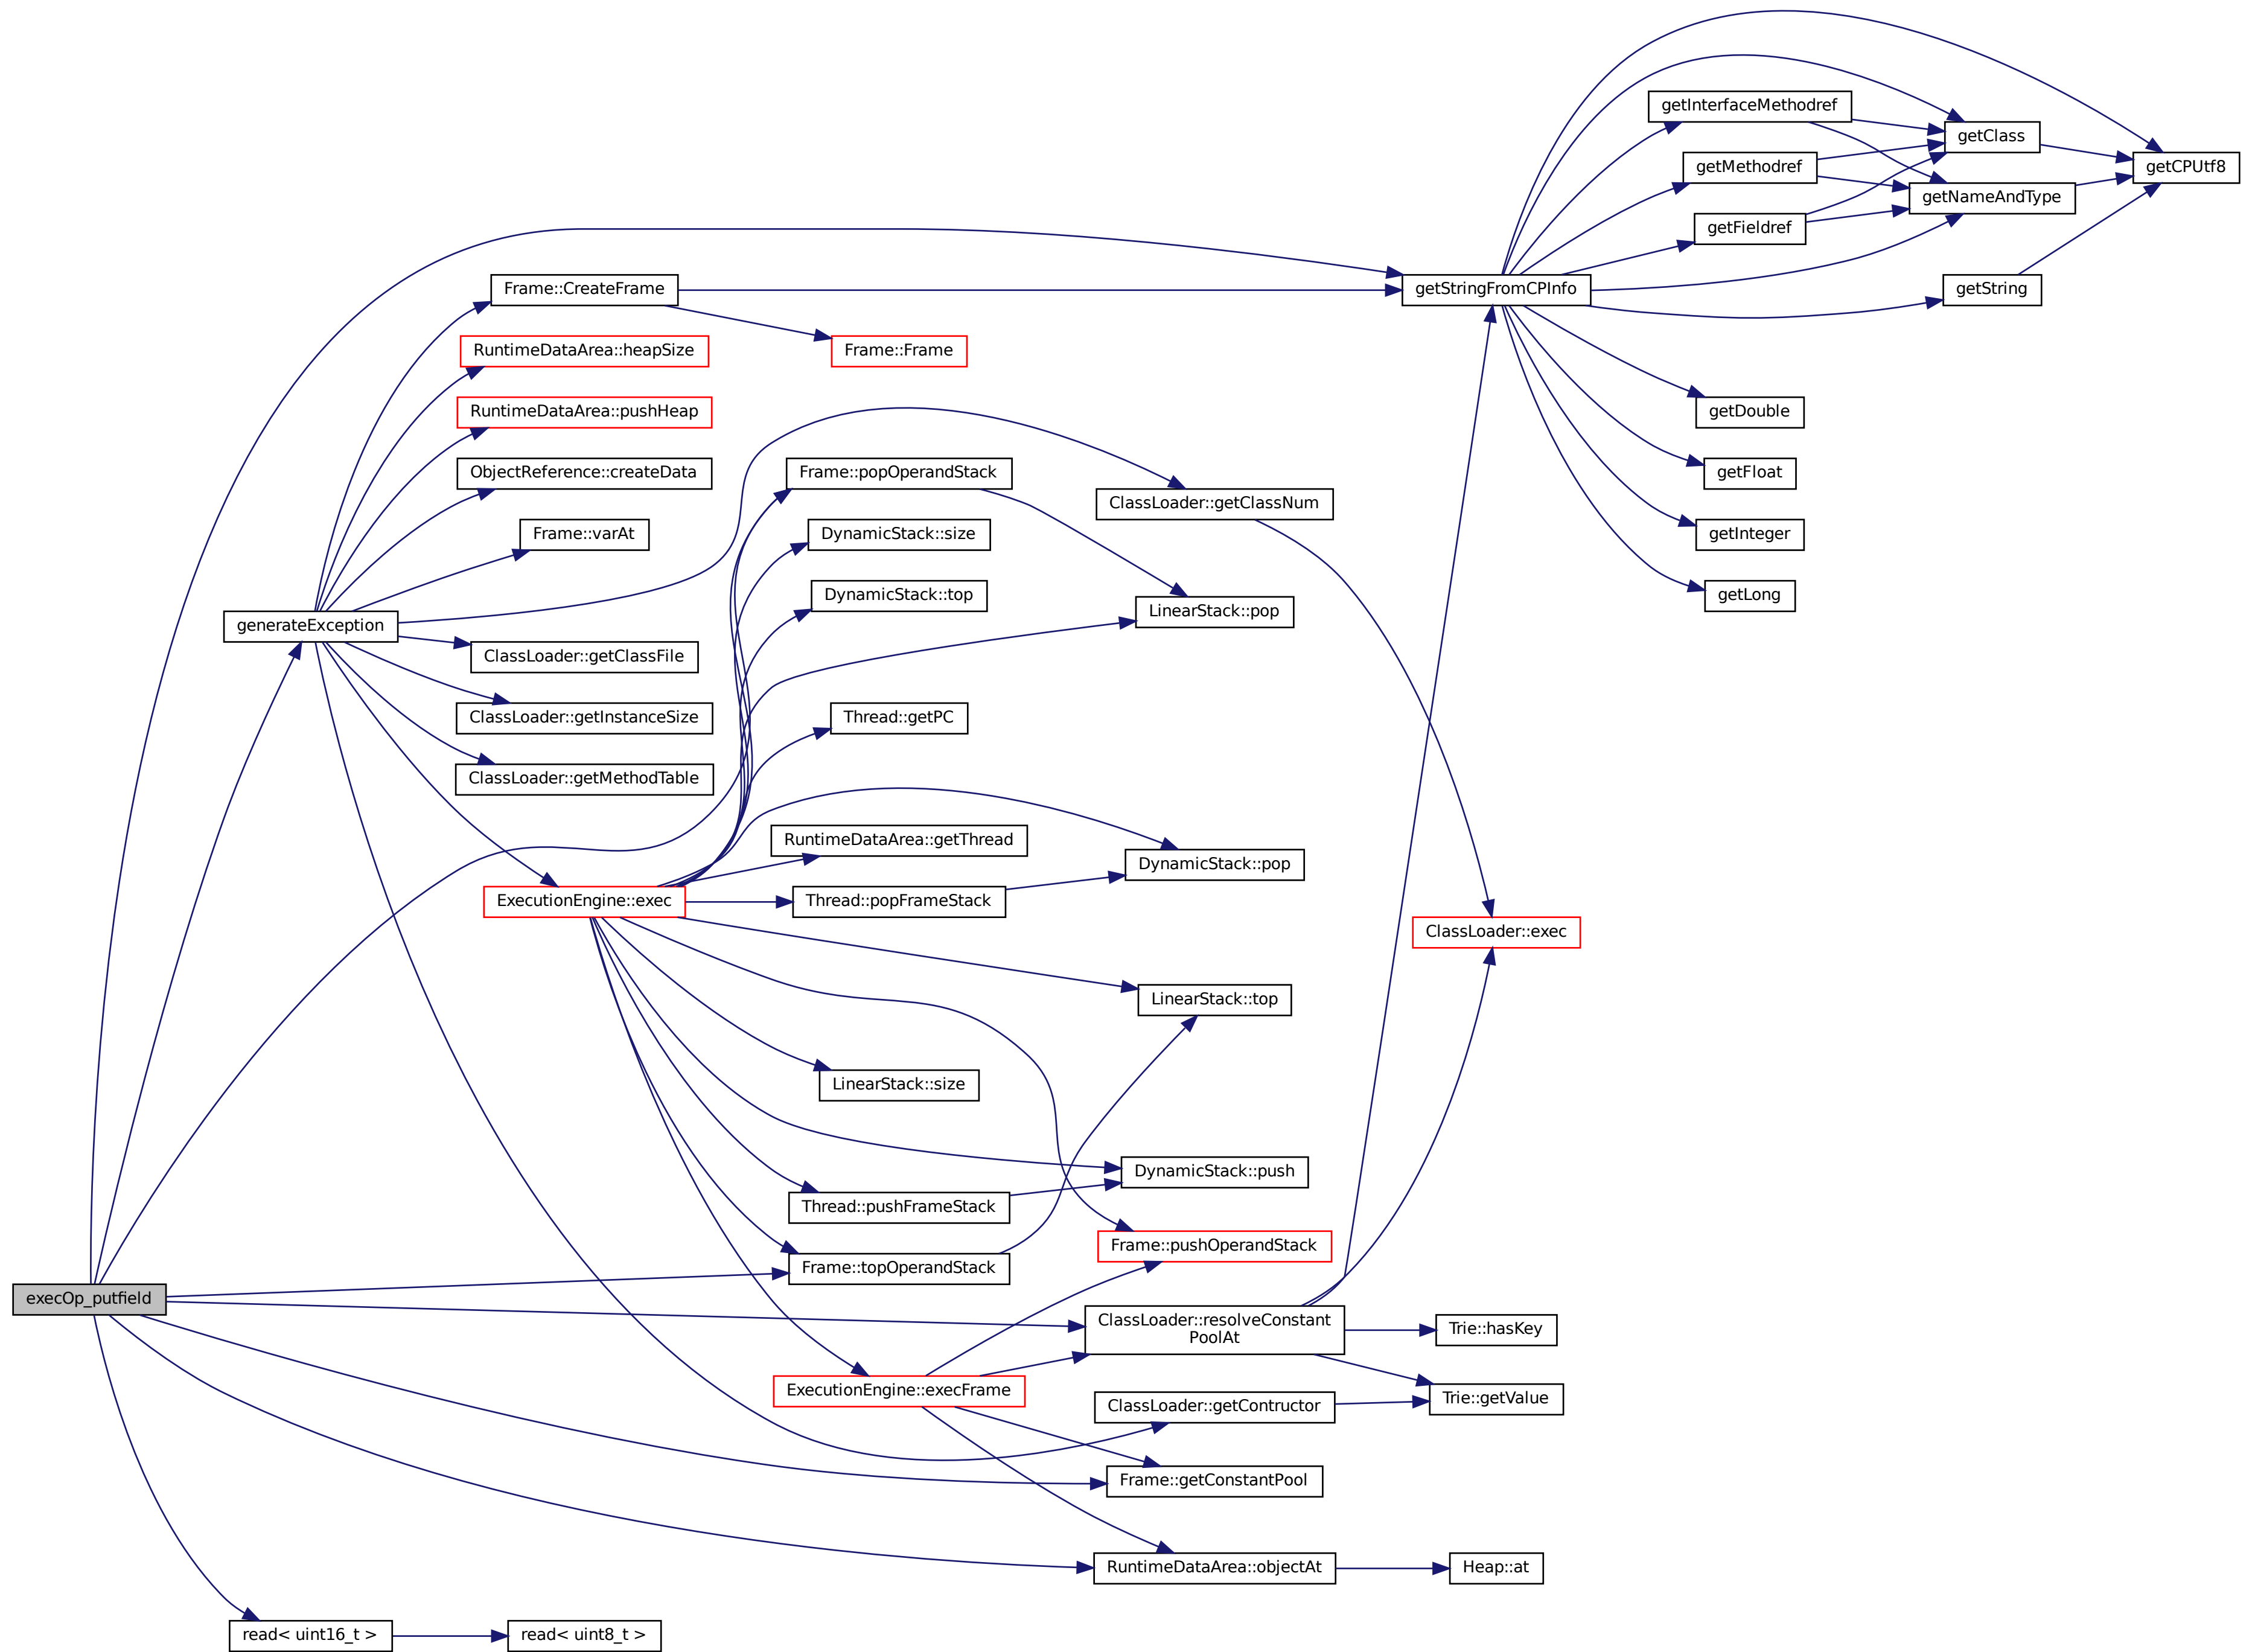 execOp_putfield
generateException
read< uint16_t >
Frame::CreateFrame
RuntimeDataArea::heapSize
RuntimeDataArea::pushHeap
ObjectReference::createData
Frame::varAt
ClassLoader::getClassFile
ClassLoader::getInstanceSize
ClassLoader::getMethodTable
ExecutionEngine::exec
read< uint8_t >
Frame::Frame
Frame::popOperandStack
DynamicStack::size
DynamicStack::top
Thread::getPC
RuntimeDataArea::getThread
Thread::popFrameStack
LinearStack::size
Thread::pushFrameStack
Frame::topOperandStack
ExecutionEngine::execFrame
ClassLoader::getClassNum
LinearStack::pop
DynamicStack::pop
LinearStack::top
DynamicStack::push
Frame::pushOperandStack
ClassLoader::resolveConstant
PoolAt
ClassLoader::getContructor
Frame::getConstantPool
RuntimeDataArea::objectAt
getStringFromCPInfo
ClassLoader::exec
Trie::hasKey
Trie::getValue
Heap::at
getInterfaceMethodref
getMethodref
getFieldref
getDouble
getFloat
getInteger
getLong
getClass
getNameAndType
getString
getCPUtf8